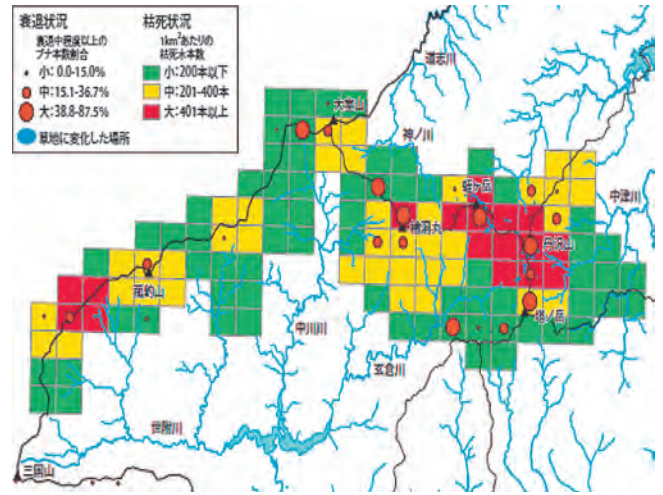 衰退状況
衰退中程度以上の
ブナ本数割合
小: 0.0-15.0%
中: 15.1-36.7%
大: 38.8-87.5%
草地に変化した場所
枯死状況
1km²あたりの
枯死木本数
小: 200本以下
中: 201-400本
大: 401本以上
道志川
大室山
神ノ川
蛭ヶ岳
中津川
檜洞丸
丹沢山
菰釣山
塔ノ岳
中川川
玄倉川
世附川
三国山